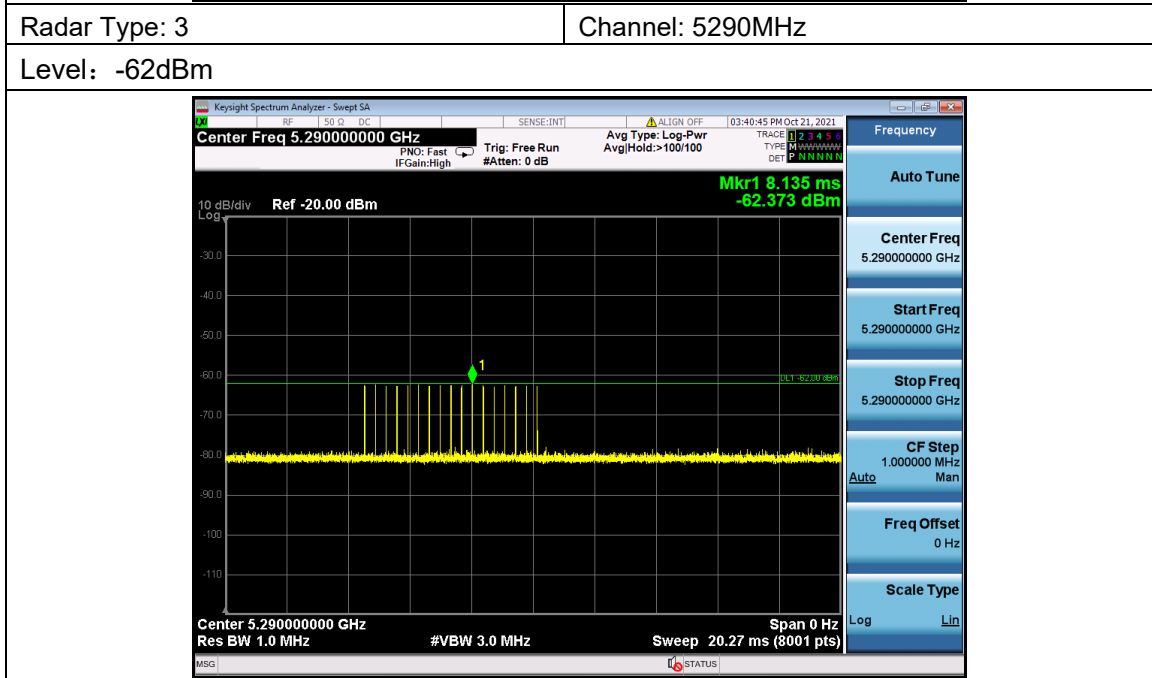 Radar Type: 3
Channel: 5290MHz
Level：-62dBm
Keysight Spectrum Analyzer - Swept SA
LXI RF 50 Ω DC SENSE:INT ALIGN OFF 03:40:45 PM Oct 21, 2021
Center Freq 5.290000000 GHz
PNO: Fast
IFGain:High
Trig: Free Run
#Atten: 0 dB
Avg Type: Log-Pwr
Avg|Hold:>100/100
TRACE 1 2 3 4 5 6
TYPE M WWWWW
DET P N N N N N
Mkr1 8.135 ms
-62.373 dBm
10 dB/div Ref -20.00 dBm
Log
-30.0
-40.0
-50.0
1
-60.0
DL1 -62.00 dBm
-70.0
-80.0
-90.0
-100
-110
Center 5.290000000 GHz
Span 0 Hz
Res BW 1.0 MHz
#VBW 3.0 MHz
Sweep 20.27 ms (8001 pts)
MSG
STATUS
Frequency
Auto Tune
Center Freq
5.290000000 GHz
Start Freq
5.290000000 GHz
Stop Freq
5.290000000 GHz
CF Step
1.000000 MHz
Auto Man
Freq Offset
0 Hz
Scale Type
Log Lin